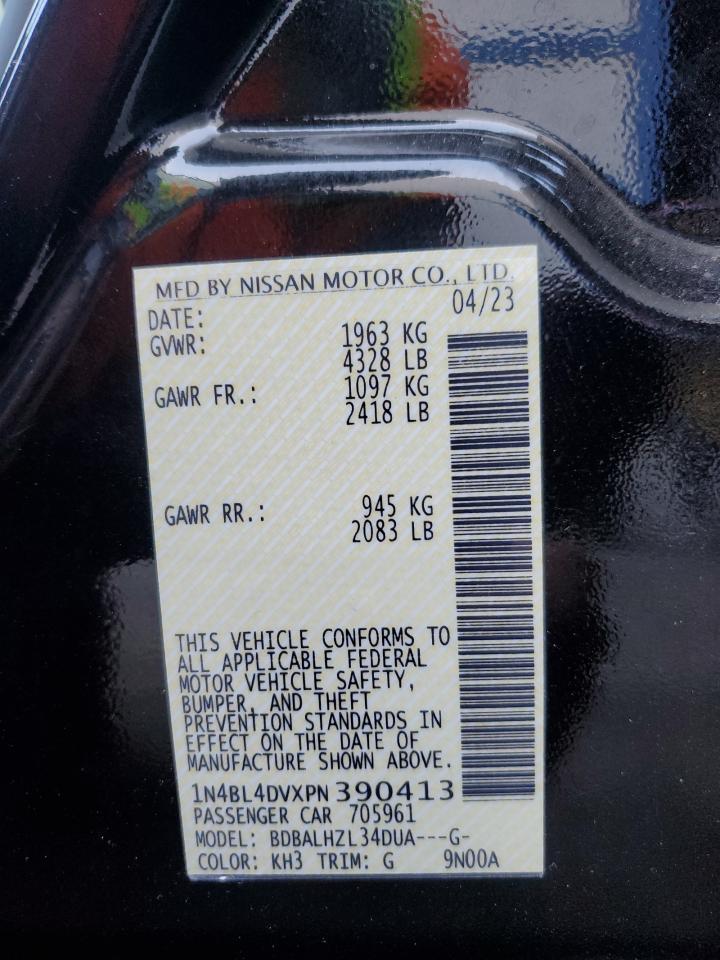 MFD BY NISSAN MOTOR CO., LTD.
DATE: 04/23
GVWR: 1963 KG
4328 LB
GAWR FR.: 1097 KG
2418 LB
GAWR RR.: 945 KG
2083 LB
THIS VEHICLE CONFORMS TO
ALL APPLICABLE FEDERAL
MOTOR VEHICLE SAFETY,
BUMPER, AND THEFT
PREVENTION STANDARDS IN
EFFECT ON THE DATE OF
MANUFACTURE SHOWN ABOVE.
1N4BL4DVXPN390413
PASSENGER CAR 705961
MODEL: BDBALHZL34DUA---G-
COLOR: KH3 TRIM: G 9N00A